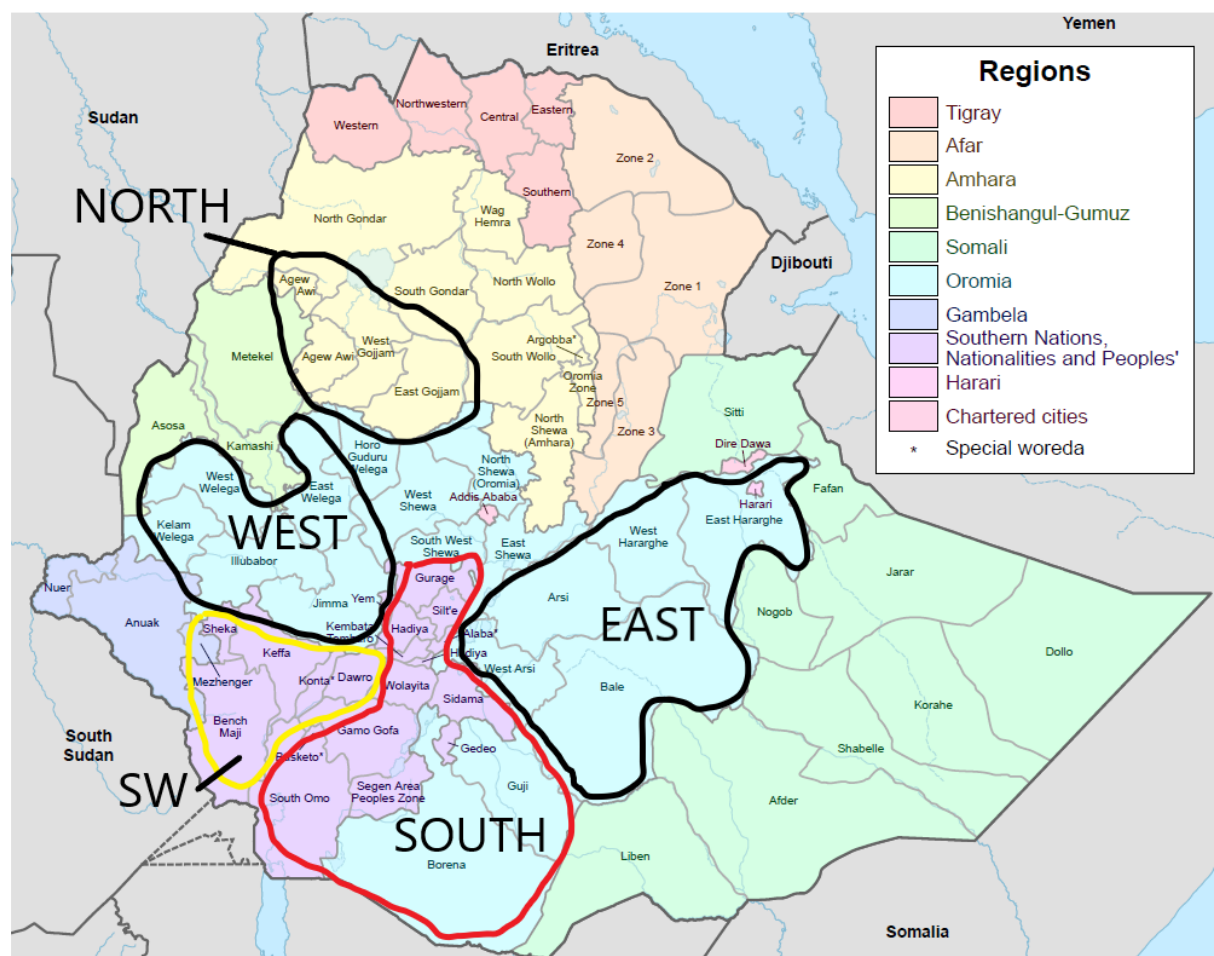 Yemen
Eritrea
Sudan
Regions
Tigray
Afar
Amhara
Benishangul-Gumuz
Somali
Oromia
Gambela
Southern Nations,
Nationalities and Peoples'
Harari
Chartered cities
* Special woreda
Northwestern
Eastern
Central
Western
Zone 2
Southern
NORTH
North Gondar
Wag
Hemra
Zone 4
Djibouti
Agew
Awi
South Gondar
North Wollo
Zone 1
West
Gojjam
Agew Awi
Argobba*
South Wollo
Metekel
East Gojjam
Oromia
Zone
Zone 5
Sitti
Asosa
Kamashi
Horo
Guduru
Welega
North
Shewa
(Amhara)
Zone 3
Dire Dawa
West
Welega
East
Welega
North
Shewa
(Oromia)
West
Shewa
Addis Ababa
Harari
Fafan
Kelam
Welega
WEST
South West
Shewa
East
Shewa
West
Hararghe
East Hararghe
Illubabor
Gurage
Jarar
Nuer
Jimma
Yem
Silt'e
Arsi
Nogob
Anuak
Sheka
Kembata
Tembaro
Hadiya
Alaba*
EAST
Keffa
Hadiya
Dollo
Mezhenger
Konta*
Dawro
Wolayita
West Arsi
Bale
Sidama
Korahe
Bench
Maji
Gamo Gofa
Gedeo
Shabelle
South
Sudan
Basketo*
SW
South Omo
Segen Area
Peoples Zone
Guji
Afder
SOUTH
Borena
Liben
Somalia